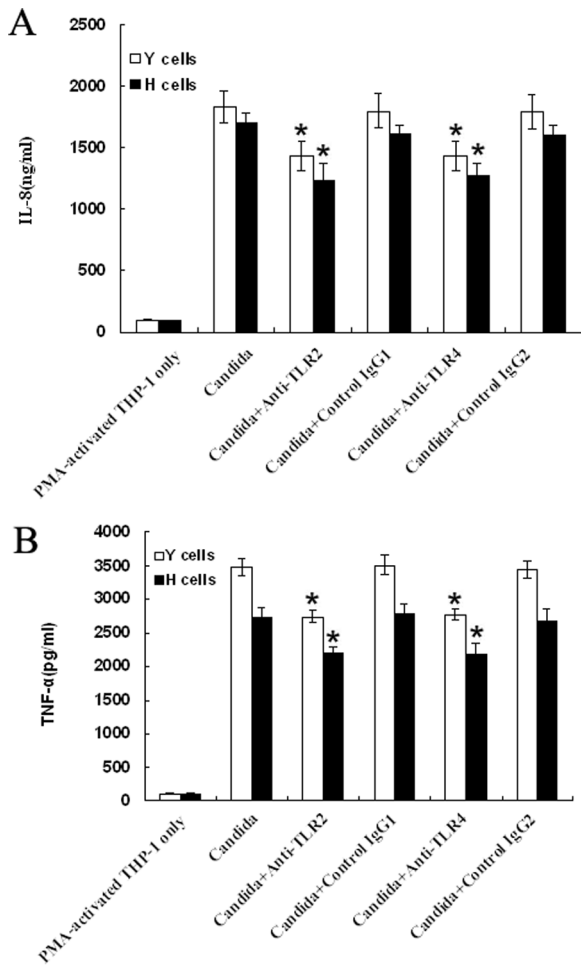 A
Y cells
H cells
IL-8(ng/ml)
2500
2000
1500
1000
500
0
* * * *
PMA-activated THP-1 only
Candida
Candida+Anti-TLR2
Candida+Control IgG1
Candida+Anti-TLR4
Candida+Control IgG2
B
Y cells
H cells
TNF-α(pg/ml)
4000
3500
3000
2500
2000
1500
1000
500
0
* * * *
PMA-activated THP-1 only
Candida
Candida+Anti-TLR2
Candida+Control IgG1
Candida+Anti-TLR4
Candida+Control IgG2